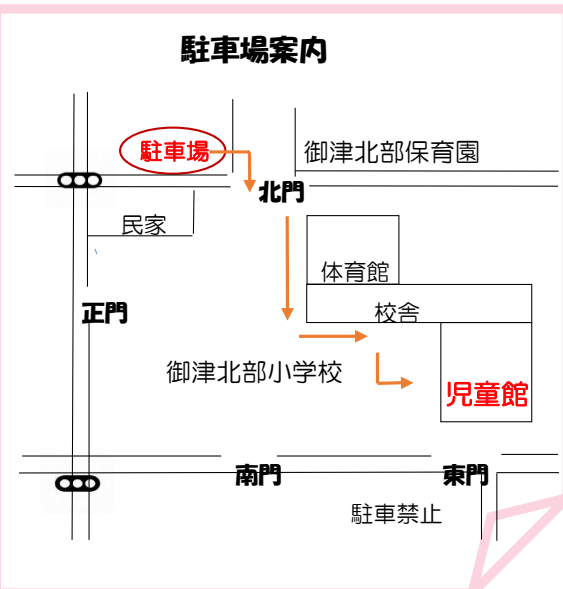 駐車場案内
駐車場
御津北部保育園
北門
民家
体育館
校舎
正門
御津北部小学校
児童館
南門
東門
駐車禁止